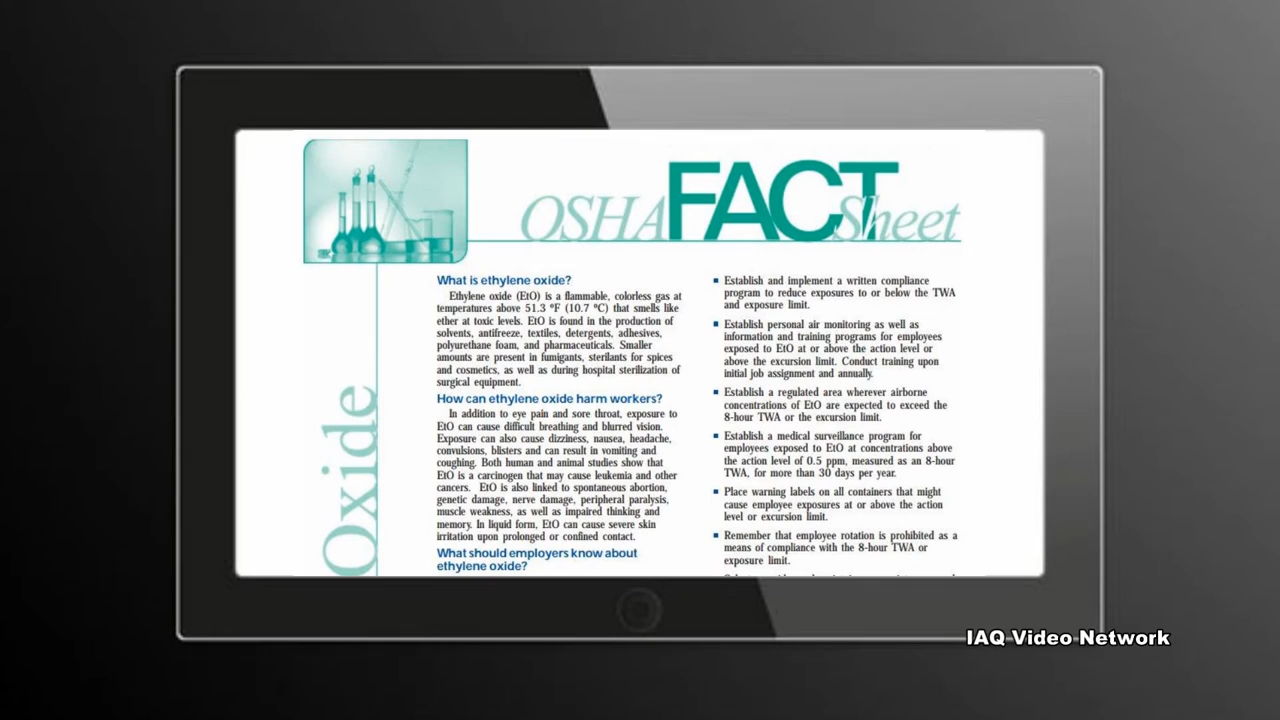 OSHA FACT Sheet
Oxide
What is ethylene oxide?
Ethylene oxide (EtO) is a flammable, colorless gas at
temperatures above 51.3 °F (10.7 °C) that smells like
ether at toxic levels. EtO is found in the production of
solvents, antifreeze, textiles, detergents, adhesives,
polyurethane foam, and pharmaceuticals. Smaller
amounts are present in fumigants, sterilants for spices
and cosmetics, as well as during hospital sterilization of
surgical equipment.
How can ethylene oxide harm workers?
In addition to eye pain and sore throat, exposure to
EtO can cause difficult breathing and blurred vision.
Exposure can also cause dizziness, nausea, headache,
convulsions, blisters and can result in vomiting and
coughing. Both human and animal studies show that
EtO is a carcinogen that may cause leukemia and other
cancers. EtO is also linked to spontaneous abortion,
genetic damage, nerve damage, peripheral paralysis,
muscle weakness, as well as impaired thinking and
memory. In liquid form, EtO can cause severe skin
irritation upon prolonged or confined contact.
What should employers know about
ethylene oxide?
▪ Establish and implement a written compliance
program to reduce exposures to or below the TWA
and exposure limit.
▪ Establish personal air monitoring as well as
information and training programs for employees
exposed to EtO at or above the action level or
above the excursion limit. Conduct training upon
initial job assignment and annually.
▪ Establish a regulated area wherever airborne
concentrations of EtO are expected to exceed the
8-hour TWA or the excursion limit.
▪ Establish a medical surveillance program for
employees exposed to EtO at concentrations above
the action level of 0.5 ppm, measured as an 8-hour
TWA, for more than 30 days per year.
▪ Place warning labels on all containers that might
cause employee exposures at or above the action
level or excursion limit.
▪ Remember that employee rotation is prohibited as a
means of compliance with the 8-hour TWA or
exposure limit.
IAQ Video Network